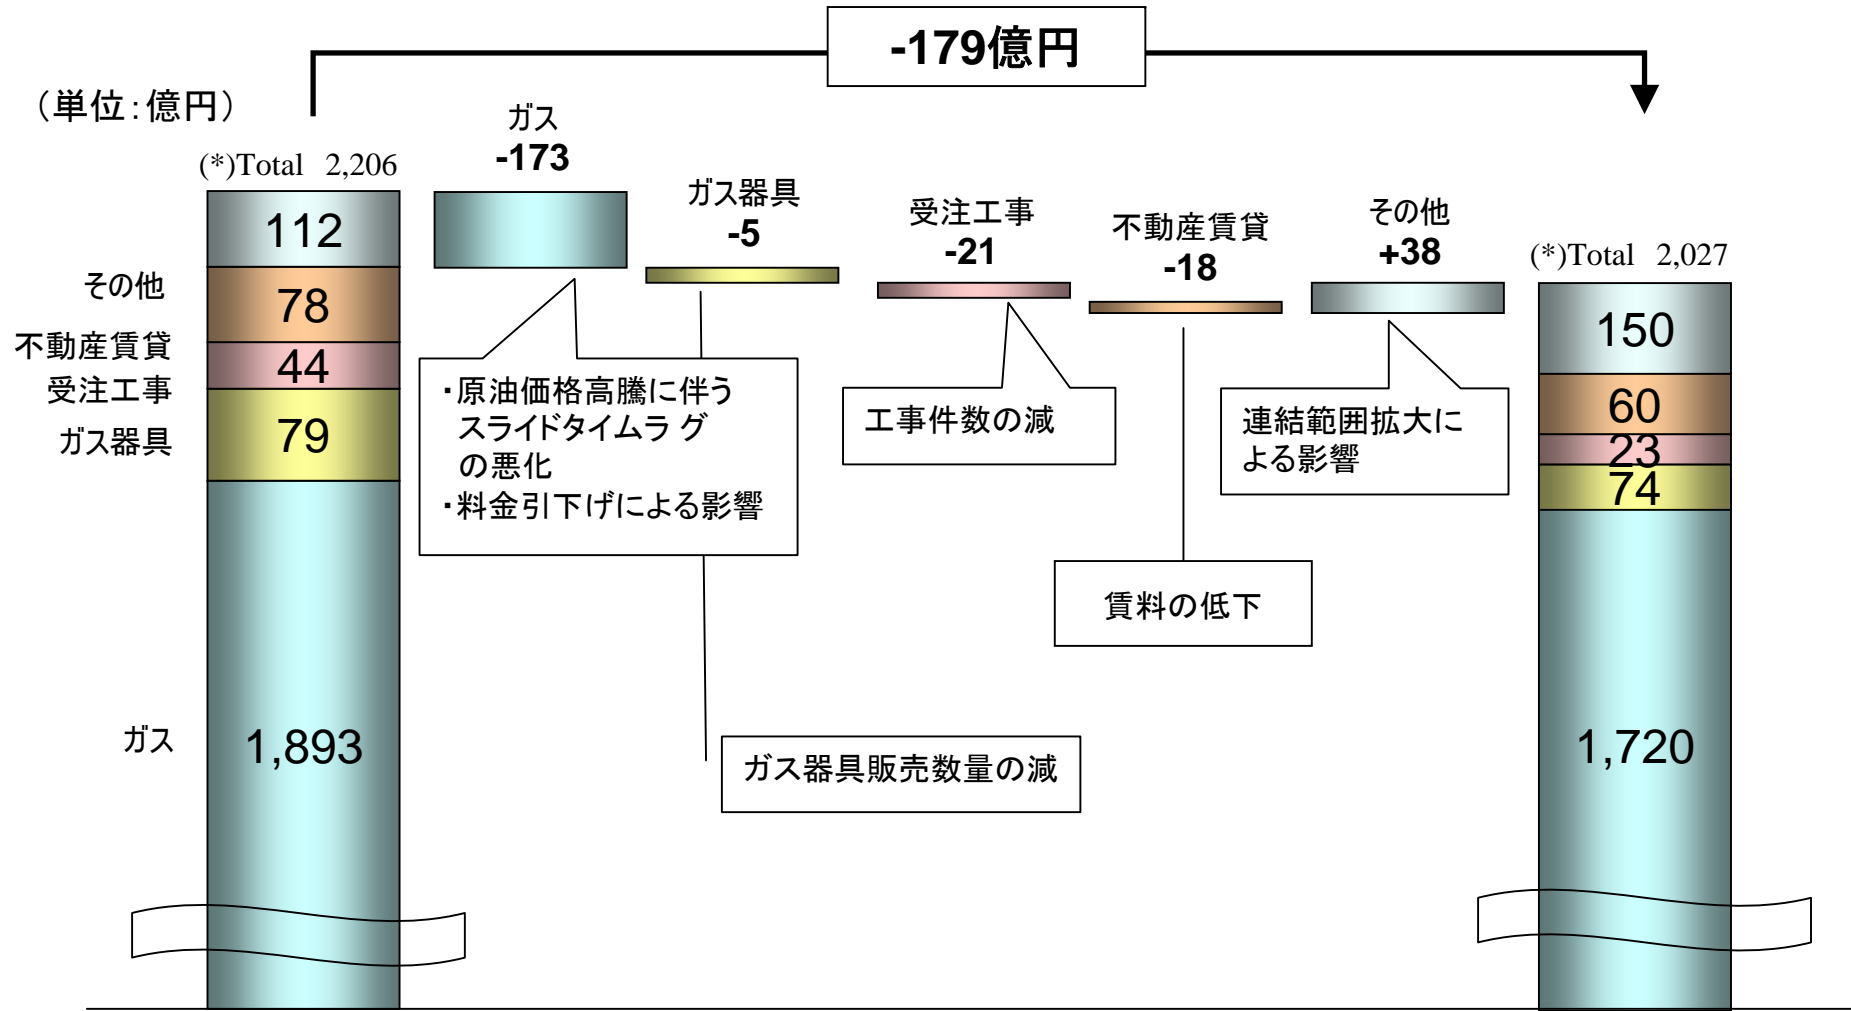 -179億円
（単位：億円）
(*)Total 2,206
ガス
-173
ガス器具
-5
受注工事
-21
不動産賃貸
-18
その他
+38
(*)Total 2,027
112
78
44
79
1,893
その他
不動産賃貸
受注工事
ガス器具
ガス
・原油価格高騰に伴う
スライドタイムラグ
の悪化
・料金引下げによる影響
ガス器具販売数量の減
工事件数の減
賃料の低下
連結範囲拡大に
よる影響
150
60
23
74
1,720